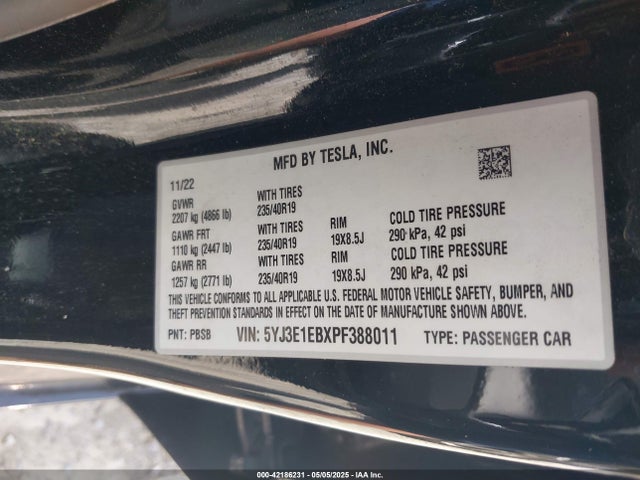 MFD BY TESLA, INC.
11/22
GVWR WITH TIRES
2207 kg (4866 lb) 235/40R19
GAWR FRT WITH TIRES RIM COLD TIRE PRESSURE
1110 kg (2447 lb) 235/40R19 19X8.5J 290 kPa, 42 psi
GAWR RR WITH TIRES RIM COLD TIRE PRESSURE
1257 kg (2771 lb) 235/40R19 19X8.5J 290 kPa, 42 psi
THIS VEHICLE CONFORMS TO ALL APPLICABLE U.S. FEDERAL MOTOR VEHICLE SAFETY, BUMPER, AND
THEFT PREVENTION STANDARDS IN EFFECT ON THE DATE OF MANUFACTURE SHOWN ABOVE.
PNT: PBSB VIN: 5YJ3E1EBXPF388011 TYPE: PASSENGER CAR
000-42186231 - 05/05/2025 - IAA Inc.